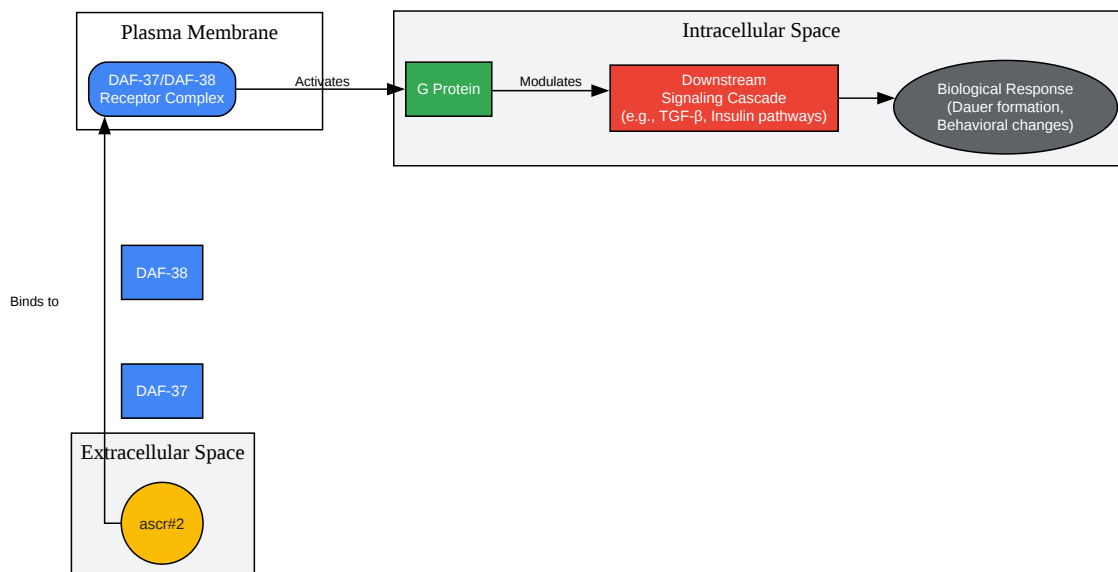 Plasma Membrane
DAF-37/DAF-38
Receptor Complex
Activates
Intracellular Space
G Protein
Modulates
Downstream
Signaling Cascade
(e.g., TGF-β, Insulin pathways)
Biological Response
(Dauer formation,
Behavioral changes)
DAF-38
Binds to
DAF-37
Extracellular Space
ascr#2